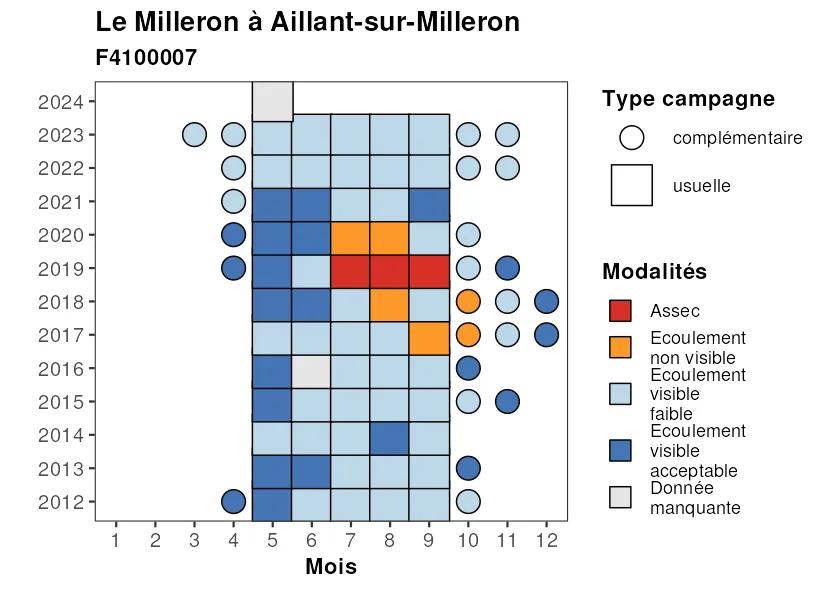 Le Milleron à Aillant-sur-Milleron
F4100007
2024
2023
2022
2021
2020
2019
2018
2017
2016
2015
2014
2013
2012
1 2 3 4 5 6 7 8 9 10 11 12
Mois
Type campagne
complémentaire
usuelle
Modalités
Assec
Ecoulement
non visible
Ecoulement
visible
faible
Ecoulement
visible
acceptable
Donnée
manquante